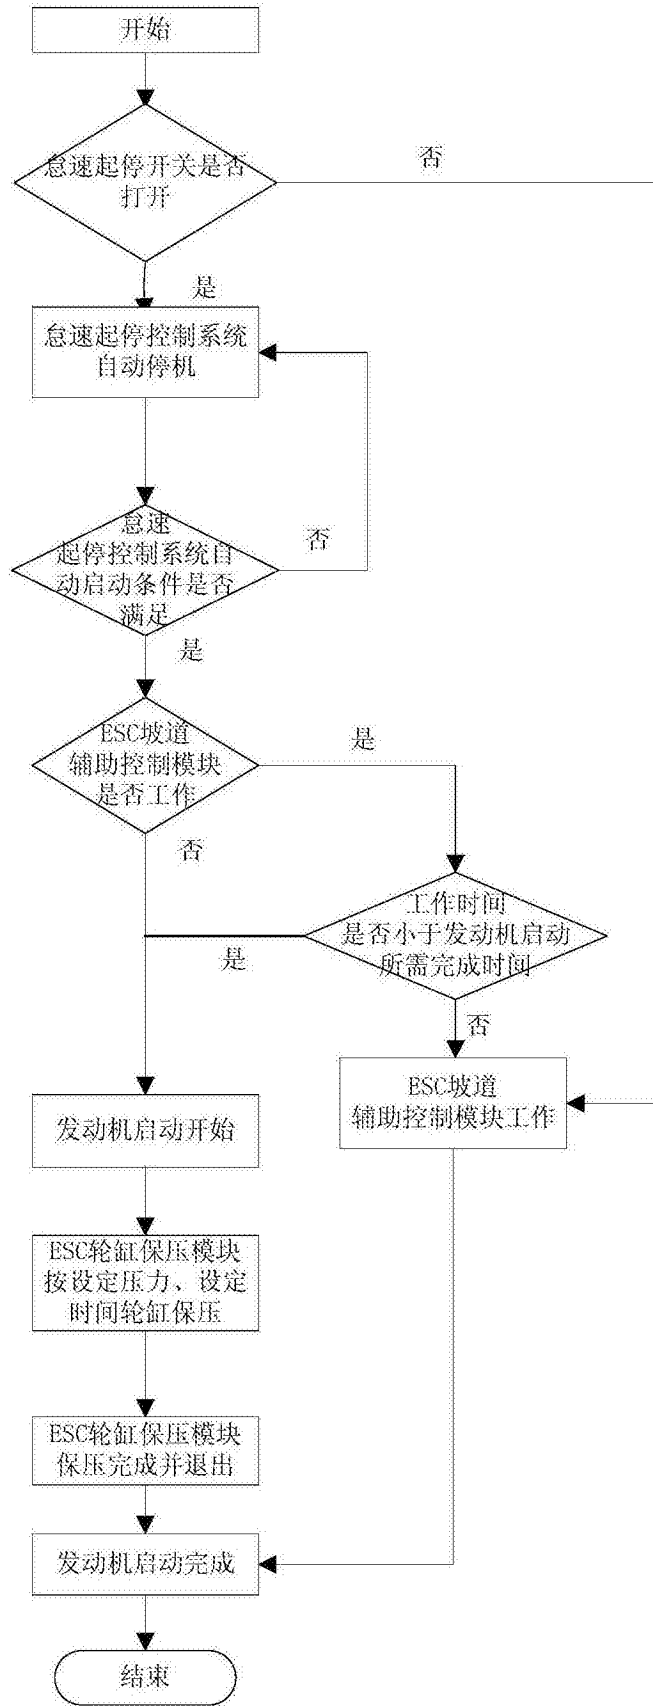 开始
怠速起停开关是否
打开
否
是
怠速起停控制系统
自动停机
怠速
起停控制系统自
动启动条件是否
满足
否
是
ESC坡道
辅助控制模块
是否工作
是
否
工作时间
是否小于发动机启动
所需完成时间
是
否
ESC坡道
辅助控制模块工作
发动机启动开始
ESC轮缸保压模块
按设定压力、设定
时间轮缸保压
ESC轮缸保压模块
保压完成并退出
发动机启动完成
结束